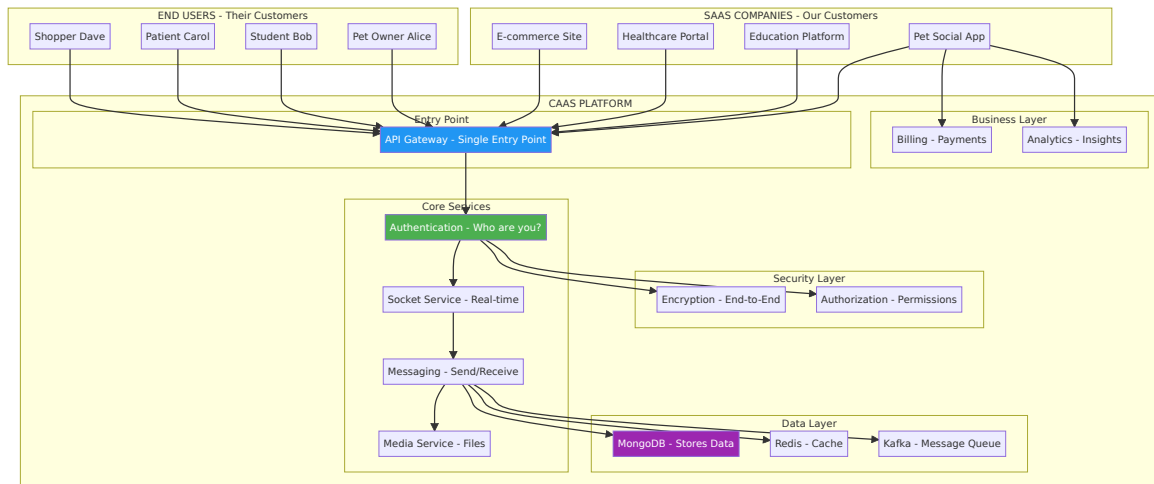 END USERS - Their Customers
Shopper Dave
Patient Carol
Student Bob
Pet Owner Alice
SAAS COMPANIES - Our Customers
E-commerce Site
Healthcare Portal
Education Platform
Pet Social App
CAAS PLATFORM
Entry Point
API Gateway - Single Entry Point
Business Layer
Billing - Payments
Analytics - Insights
Core Services
Authentication - Who are you?
Socket Service - Real-time
Security Layer
Encryption - End-to-End
Authorization - Permissions
Messaging - Send/Receive
Media Service - Files
Data Layer
MongoDB - Stores Data
Redis - Cache
Kafka - Message Queue